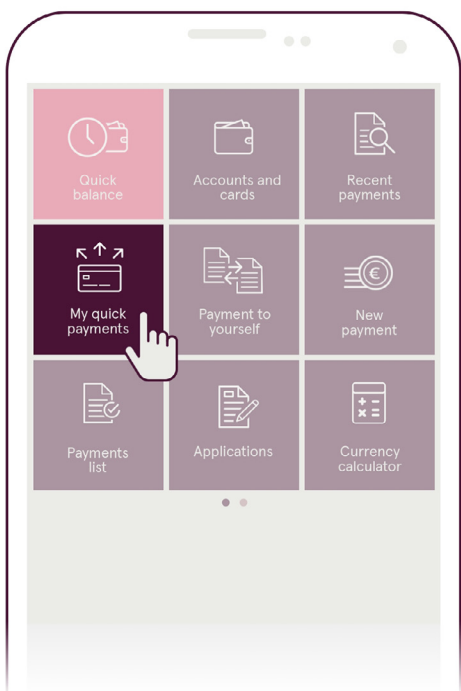 Quick
balance
Accounts and
cards
Recent
payments
My quick
payments
Payment to
yourself
New
payment
Payments
list
Applications
Currency
calculator